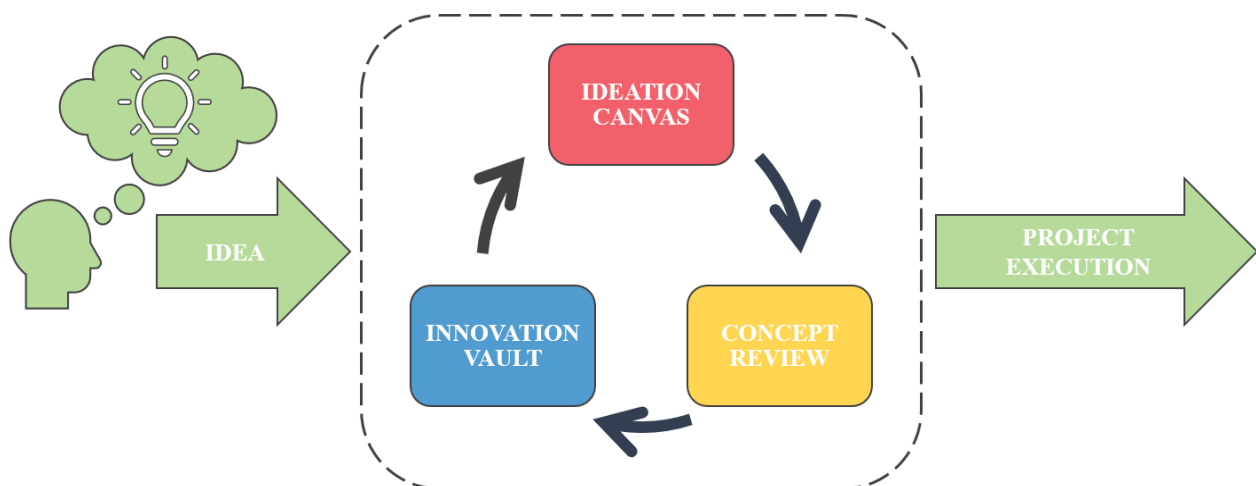 IDEA
IDEATION
CANVAS
CONCEPT
REVIEW
INNOVATION
VAULT
PROJECT
EXECUTION